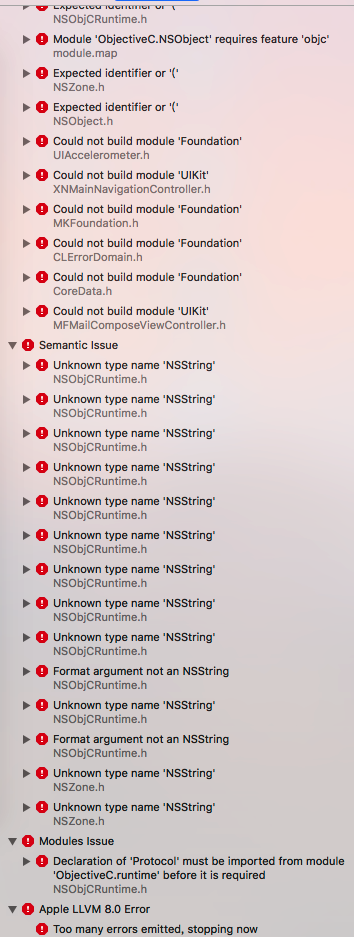 Expected identifier or '('
NSObjCRuntime.h
Module 'ObjectiveC.NSObject' requires feature 'objc'
module.map
Expected identifier or '('
NSZone.h
Expected identifier or '('
NSObject.h
Could not build module 'Foundation'
UIAccelerometer.h
Could not build module 'UIKit'
XNMainNavigationController.h
Could not build module 'Foundation'
MKFoundation.h
Could not build module 'Foundation'
CLErrorDomain.h
Could not build module 'Foundation'
CoreData.h
Could not build module 'UIKit'
MFMailComposeViewController.h
Semantic Issue
Unknown type name 'NSString'
NSObjCRuntime.h
Unknown type name 'NSString'
NSObjCRuntime.h
Unknown type name 'NSString'
NSObjCRuntime.h
Unknown type name 'NSString'
NSObjCRuntime.h
Unknown type name 'NSString'
NSObjCRuntime.h
Unknown type name 'NSString'
NSObjCRuntime.h
Unknown type name 'NSString'
NSObjCRuntime.h
Unknown type name 'NSString'
NSObjCRuntime.h
Unknown type name 'NSString'
NSObjCRuntime.h
Format argument not an NSString
NSObjCRuntime.h
Unknown type name 'NSString'
NSObjCRuntime.h
Format argument not an NSString
NSObjCRuntime.h
Unknown type name 'NSString'
NSZone.h
Unknown type name 'NSString'
NSZone.h
Modules Issue
Declaration of 'Protocol' must be imported from module
'ObjectiveC.runtime' before it is required
NSObjCRuntime.h
Apple LLVM 8.0 Error
Too many errors emitted, stopping now